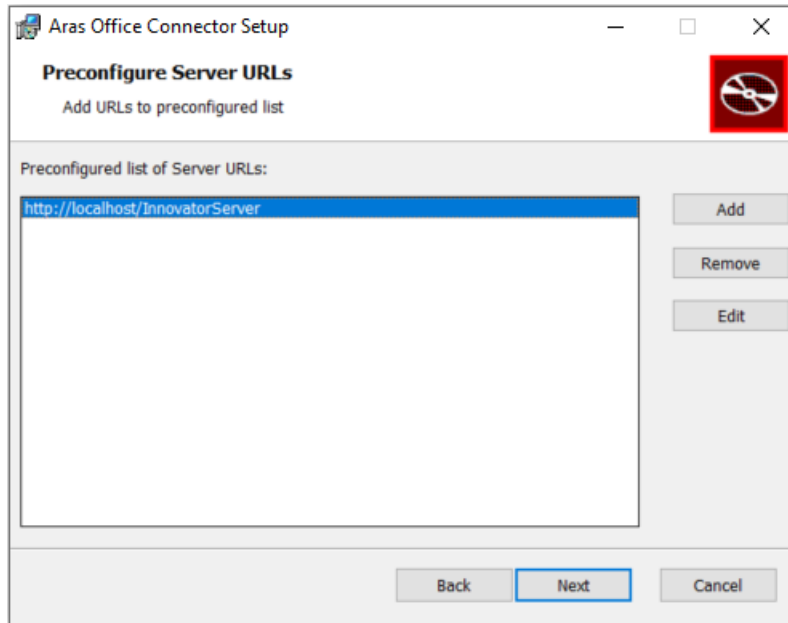 Aras Office Connector Setup
Preconfigure Server URLs
Add URLs to preconfigured list
Preconfigured list of Server URLs:
http://localhost/InnovatorServer
Add
Remove
Edit
Back Next Cancel